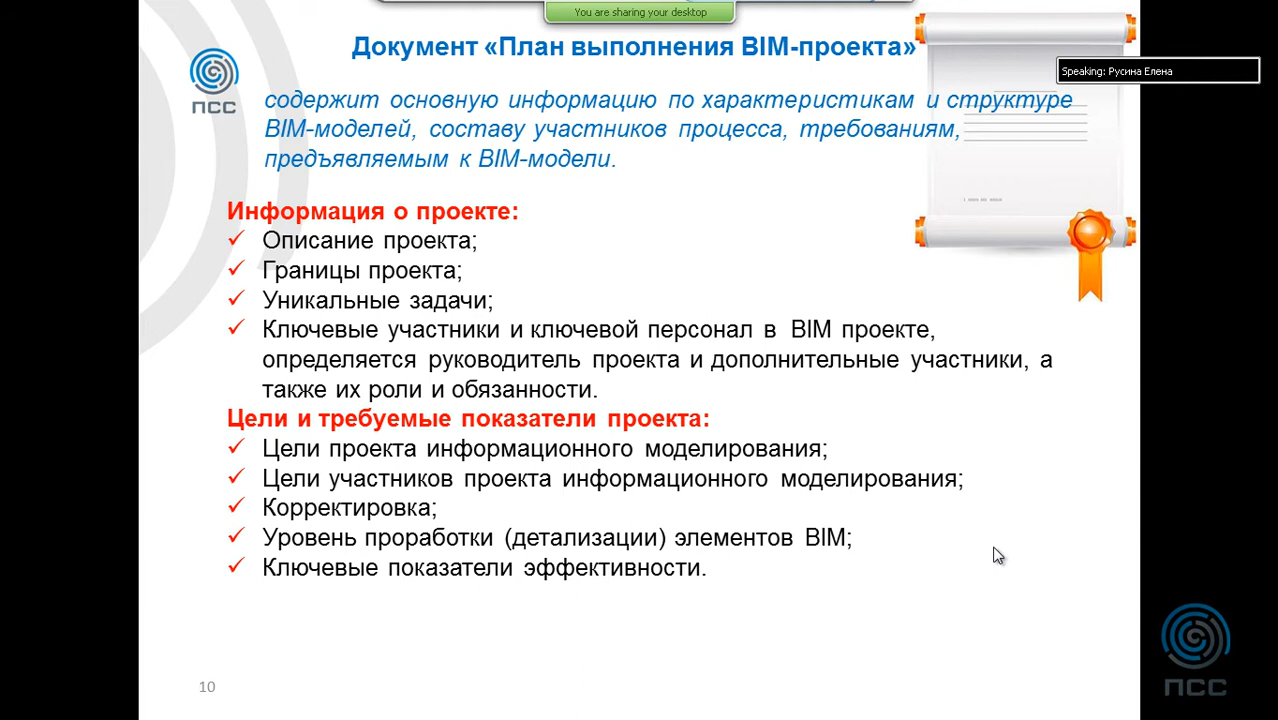 You are sharing your desktop
Документ «План выполнения BIM-проекта»
Speaking: Русина Елена
ПСС
содержит основную информацию по характеристикам и структуре
BIM-моделей, составу участников процесса, требованиям,
предъявляемым к BIM-модели.
Информация о проекте:
Описание проекта;
Границы проекта;
Уникальные задачи;
Ключевые участники и ключевой персонал в BIM проекте,
определяется руководитель проекта и дополнительные участники, а
также их роли и обязанности.
Цели и требуемые показатели проекта:
Цели проекта информационного моделирования;
Цели участников проекта информационного моделирования;
Корректировка;
Уровень проработки (детализации) элементов BIM;
Ключевые показатели эффективности.
10
ПСС